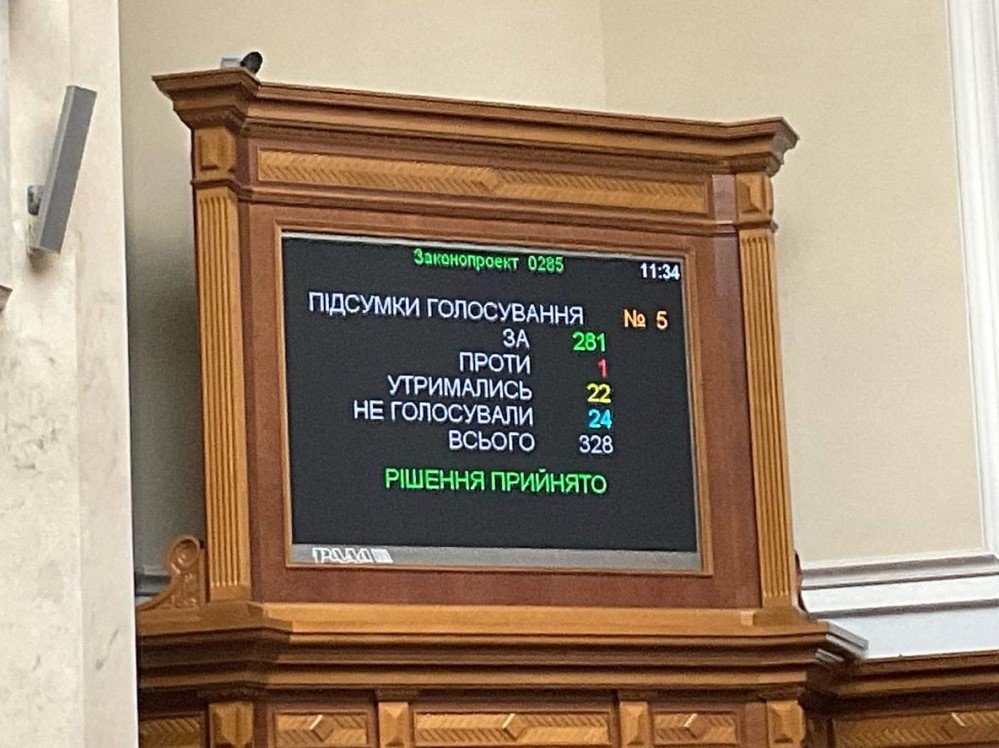 Законопроект 0285
11:34
ПІДСУМКИ ГОЛОСУВАННЯ № 5
ЗА 281
ПРОТИ 1
УТРИМАЛИСЬ 22
НЕ ГОЛОСУВАЛИ 24
ВСЬОГО 328
РІШЕННЯ ПРИЙНЯТО
РАДА